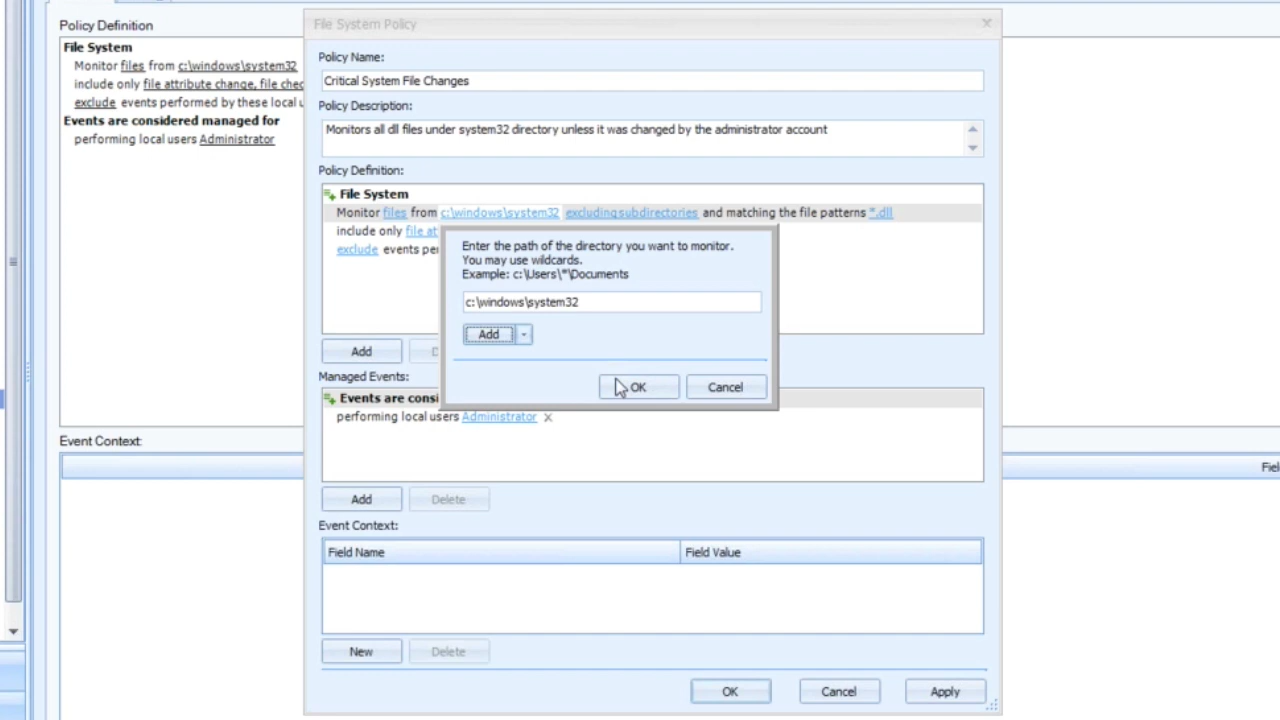 Policy Definition
File System
Monitor files from c:\windows\system32
include only file attribute change, file chec
exclude events performed by these local u
Events are considered managed for
performing local users Administrator
Event Context:
File System Policy
Policy Name:
Critical System File Changes
Policy Description:
Monitors all dll files under system32 directory unless it was changed by the administrator account
Policy Definition:
File System
Monitor files from c:\windows\system32 excluding subdirectories and matching the file patterns *.dll
include only file at
exclude events per
Enter the path of the directory you want to monitor.
You may use wildcards.
Example: c:\Users\*\Documents
c:\windows\system32
Add
OK Cancel
Add D
Managed Events:
Events are consi
performing local users Administrator
Add Delete
Event Context:
Field Name Field Value
New Delete
OK Cancel Apply
Fiel